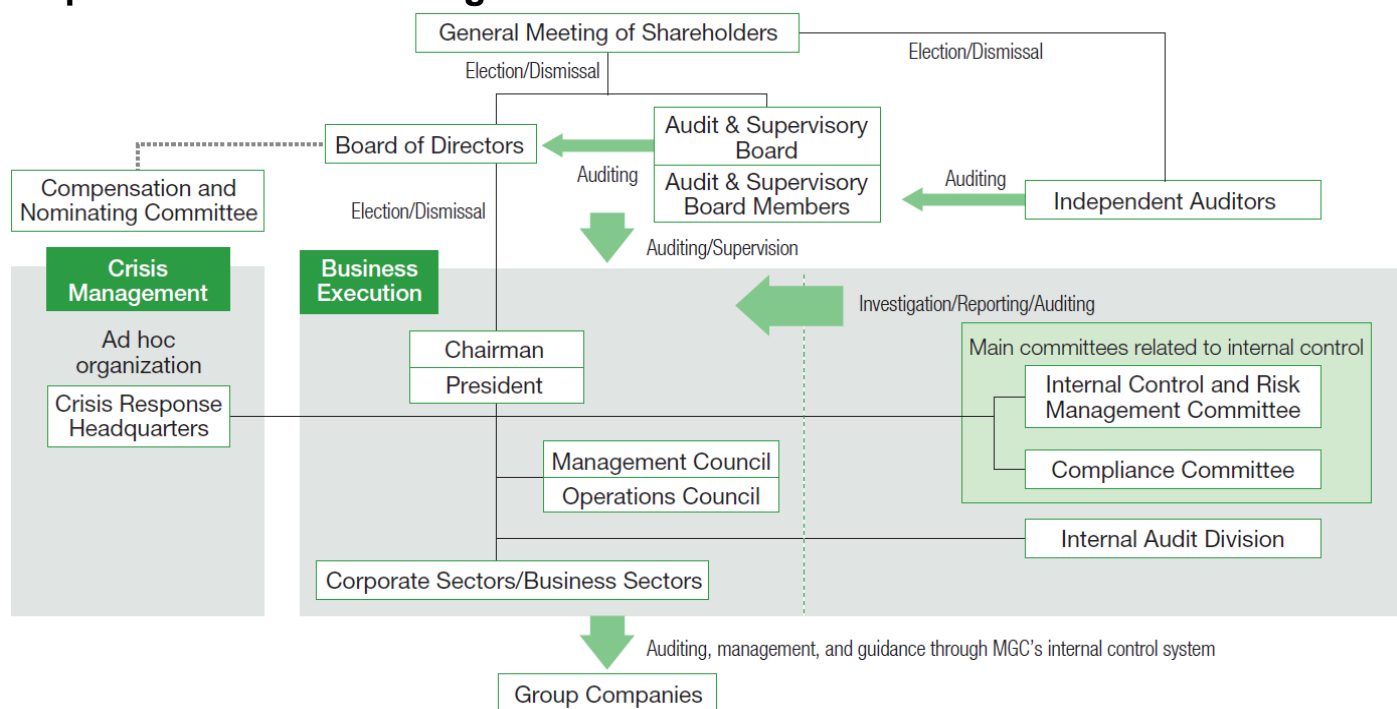 General Meeting of Shareholders
Election/Dismissal
Election/Dismissal
Audit & Supervisory
Board
Board of Directors
Auditing
Audit & Supervisory
Board Members
Auditing
Independent Auditors
Compensation and
Nominating Committee
Election/Dismissal
Auditing/Supervision
Crisis
Management
Business
Execution
Investigation/Reporting/Auditing
Ad hoc
organization
Chairman
President
Main committees related to internal control
Internal Control and Risk
Management Committee
Crisis Response
Headquarters
Management Council
Operations Council
Compliance Committee
Internal Audit Division
Corporate Sectors/Business Sectors
Auditing, management, and guidance through MGC's internal control system
Group Companies